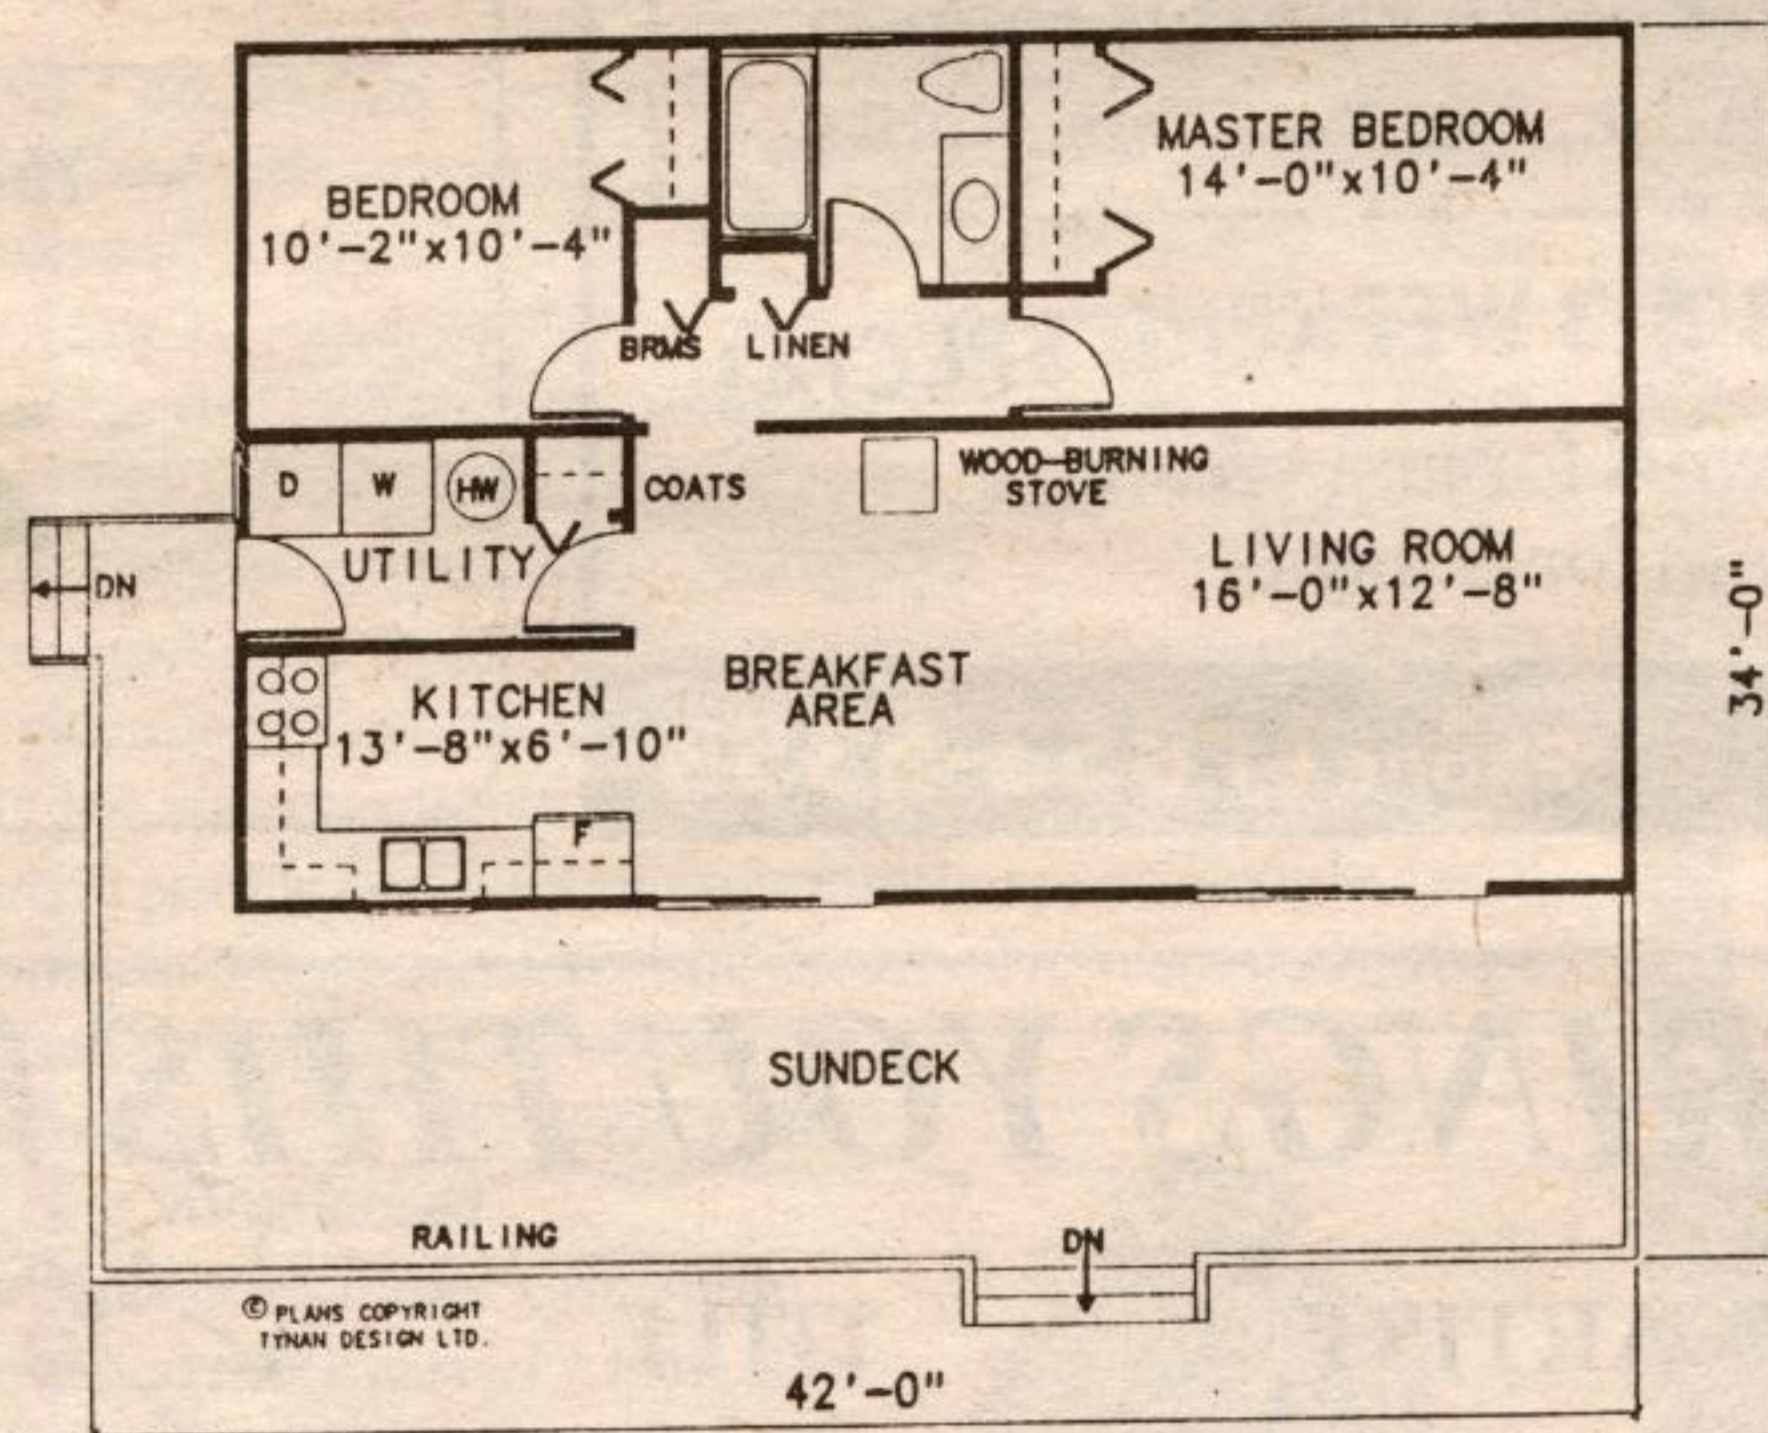 MASTER BEDROOM
14'-0"x10'-4"
BEDROOM
10'-2"x10'-4"
BRMS
LINEN
D
W
HW
COATS
WOOD-BURNING
STOVE
UTILITY
LIVING ROOM
16'-0"x12'-8"
DN
34'-0"
BREAKFAST
AREA
KITCHEN
13'-8"x6'-10"
F
SUNDECK
RAILING
DN
© PLANS COPYRIGHT
TYNAN DESIGN LTD.
42'-0"